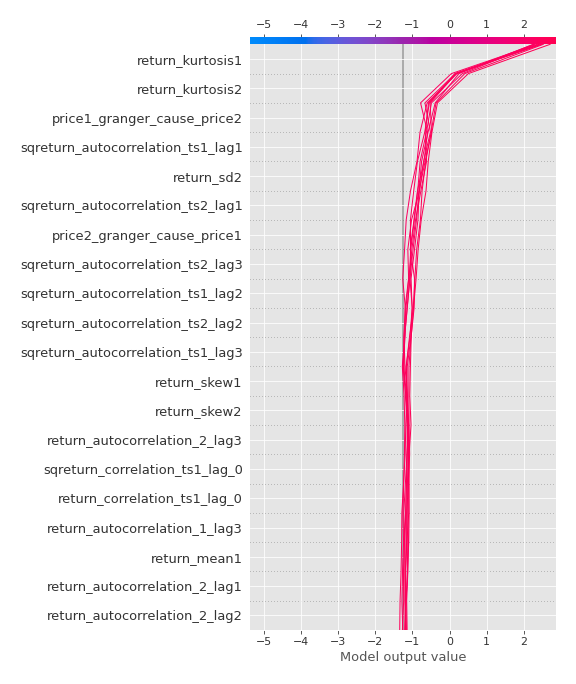 −5 −4 −3 −2 −1 0 1 2
return_kurtosis1
return_kurtosis2
price1_granger_cause_price2
sqreturn_autocorrelation_ts1_lag1
return_sd2
sqreturn_autocorrelation_ts2_lag1
price2_granger_cause_price1
sqreturn_autocorrelation_ts2_lag3
sqreturn_autocorrelation_ts1_lag2
sqreturn_autocorrelation_ts2_lag2
sqreturn_autocorrelation_ts1_lag3
return_skew1
return_skew2
return_autocorrelation_2_lag3
sqreturn_correlation_ts1_lag_0
return_correlation_ts1_lag_0
return_autocorrelation_1_lag3
return_mean1
return_autocorrelation_2_lag1
return_autocorrelation_2_lag2
−5 −4 −3 −2 −1 0 1 2
Model output value